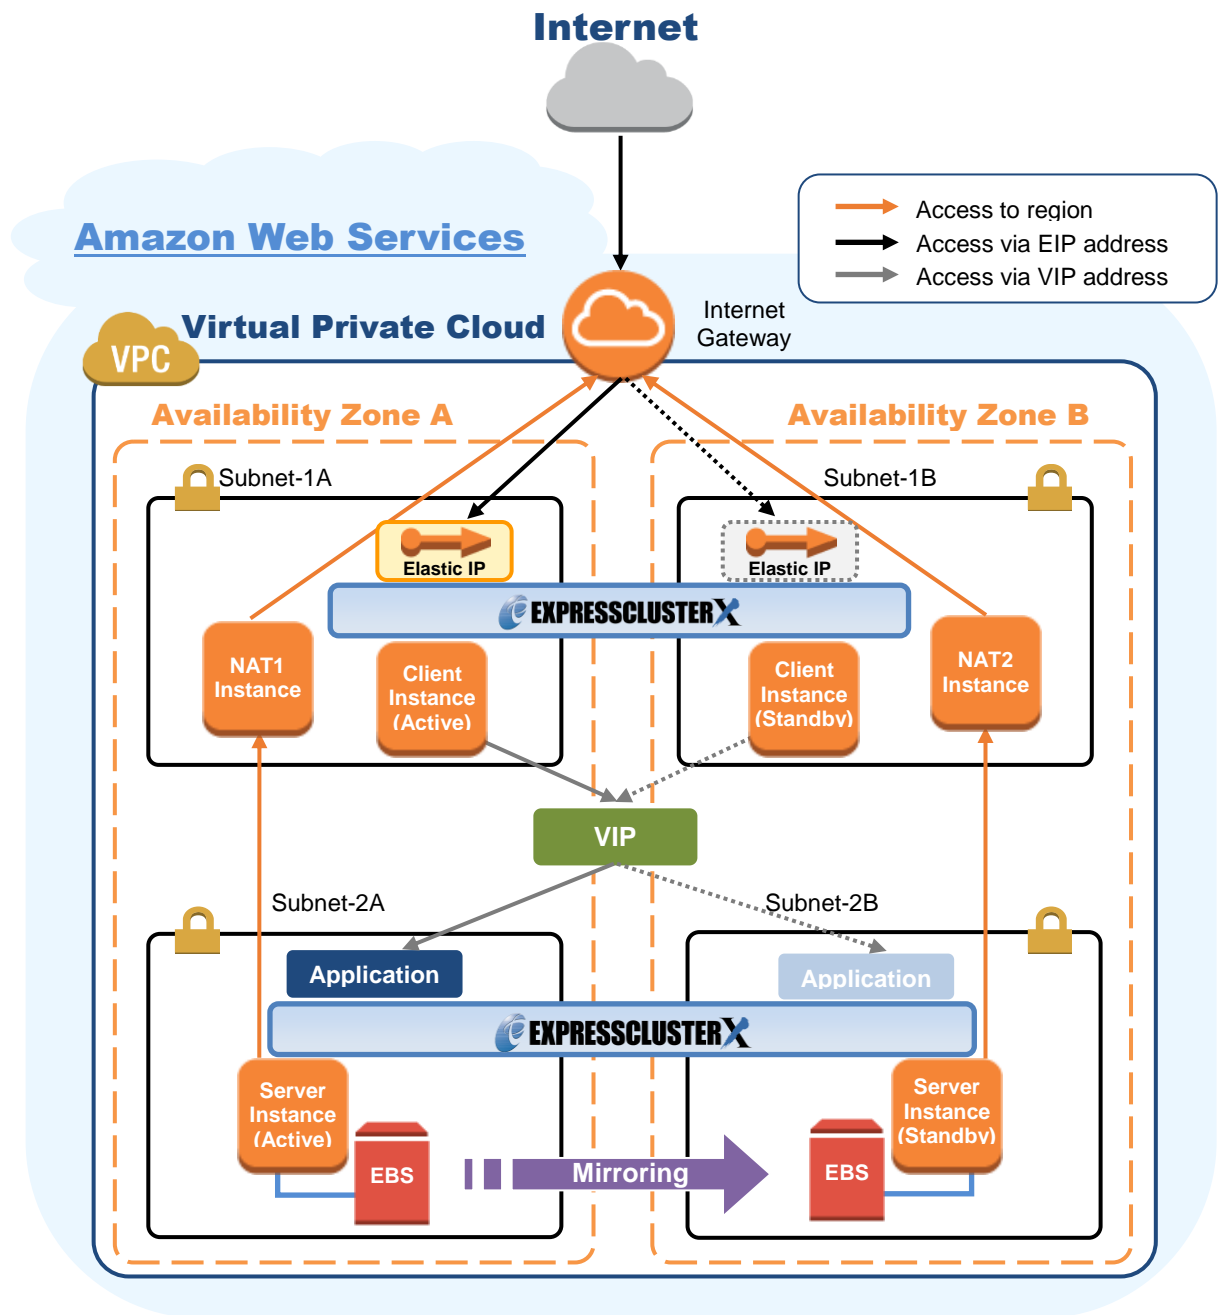 Internet
Amazon Web Services
Access to region
Access via EIP address
Access via VIP address
Internet
Gateway
Virtual Private Cloud
VPC
Availability Zone A
Availability Zone B
Subnet-1A
Subnet-1B
Elastic IP
Elastic IP
EXPRESSCLUSTER X
NAT1
Instance
Client
Instance
(Active)
Client
Instance
(Standby)
NAT2
Instance
VIP
Subnet-2A
Subnet-2B
Application
Application
EXPRESSCLUSTER X
Server
Instance
(Active)
EBS
Mirroring
EBS
Server
Instance
(Standby)